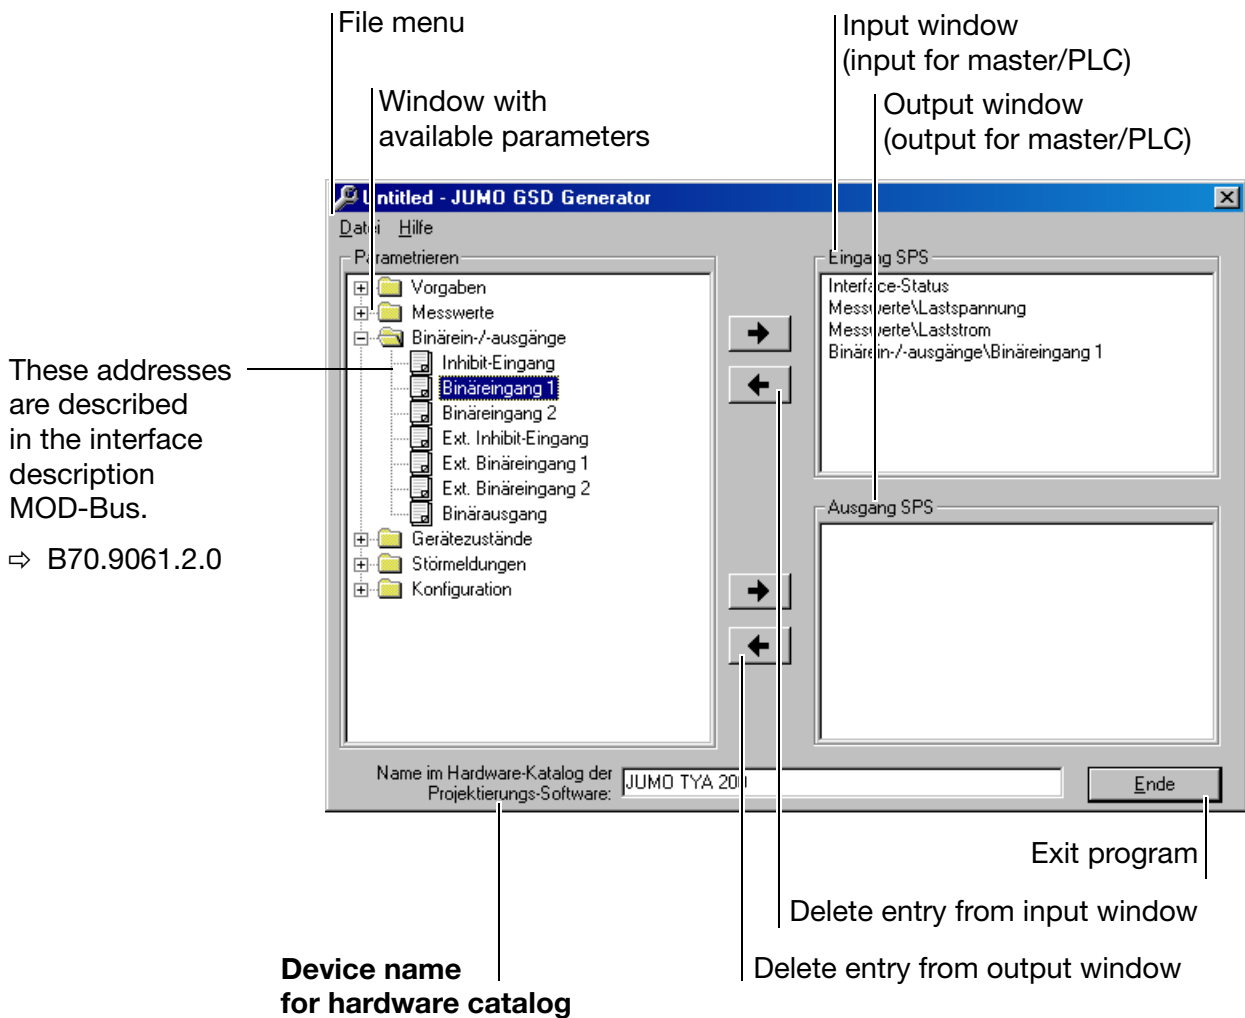 File menu
Input window
(input for master/PLC)
Window with
available parameters
Output window
(output for master/PLC)
Untitled - JUMO GSD Generator
Datei Hilfe
Parametrieren
Vorgaben
Messwerte
Binärein-/-ausgänge
Inhibit-Eingang
Binäreingang 1
Binäreingang 2
Ext. Inhibit-Eingang
Ext. Binäreingang 1
Ext. Binäreingang 2
Binärausgang
Gerätezustände
Störmeldungen
Konfiguration
Eingang SPS
Interface-Status
Messwerte\Lastspannung
Messwerte\Laststrom
Binärein-/-ausgänge\Binäreingang 1
Ausgang SPS
These addresses
are described
in the interface
description
MOD-Bus.
⇨ B70.9061.2.0
Name im Hardware-Katalog der
Projektierungs-Software:
JUMO TYA 200
Ende
Exit program
Delete entry from input window
Delete entry from output window
Device name
for hardware catalog